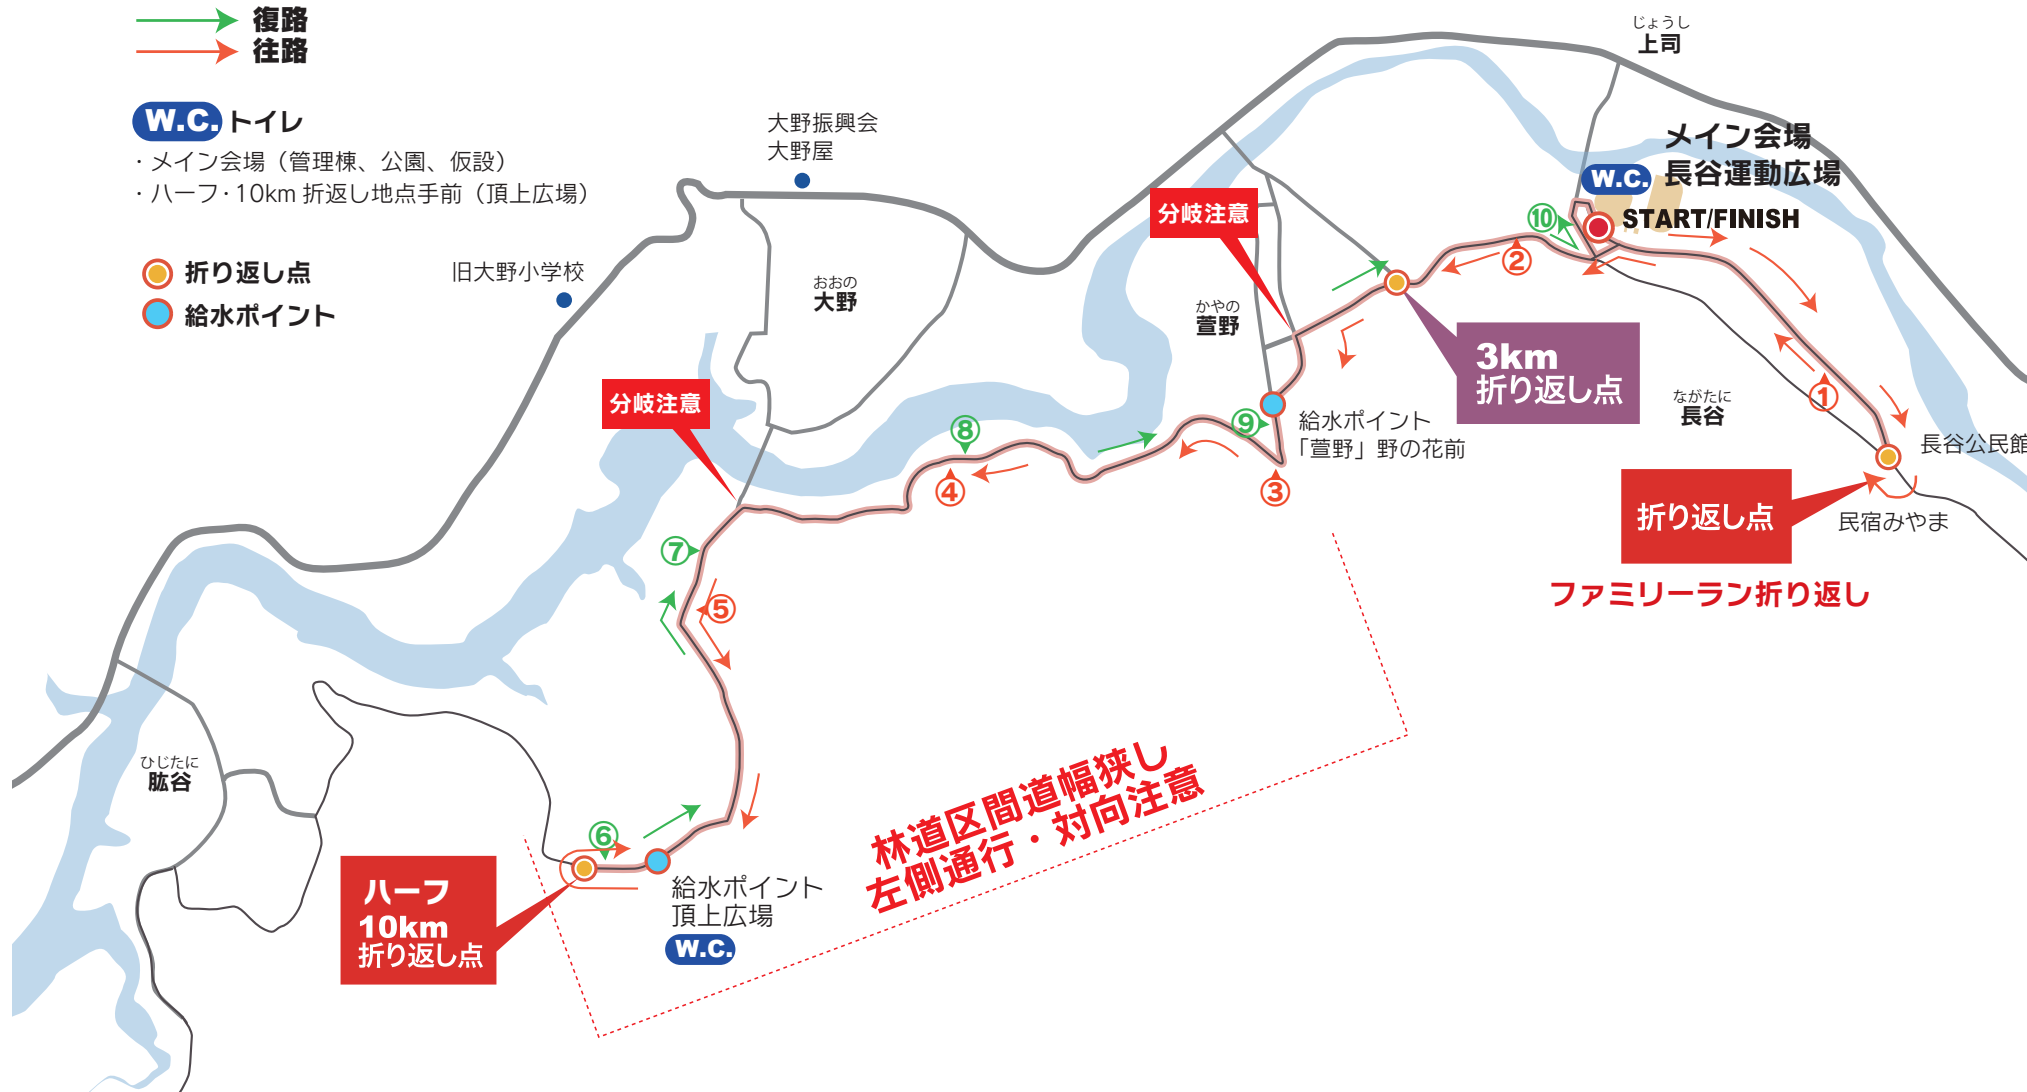 復路
往路
W.C. トイレ
・メイン会場（管理棟、公園、仮設）
・ハーフ・10km 折返し地点手前（頂上広場）
折り返し点
給水ポイント
旧大野小学校
大野振興会
大野屋
おおの
大野
分岐注意
分岐注意
かやの
萱野
じょうし
上司
メイン会場
W.C. 長谷運動広場
START/FINISH
⑩
②
3km
折り返し点
ながたに
長谷
①
長谷公民館
折り返し点
民宿みやま
ファミリーラン折り返し
⑨
給水ポイント
「萱野」野の花前
③
⑧
④
⑦
⑤
ひじたに
肱谷
⑥
ハーフ
10km
折り返し点
給水ポイント
頂上広場
W.C.
林道区間道幅狭し
左側通行・対向注意